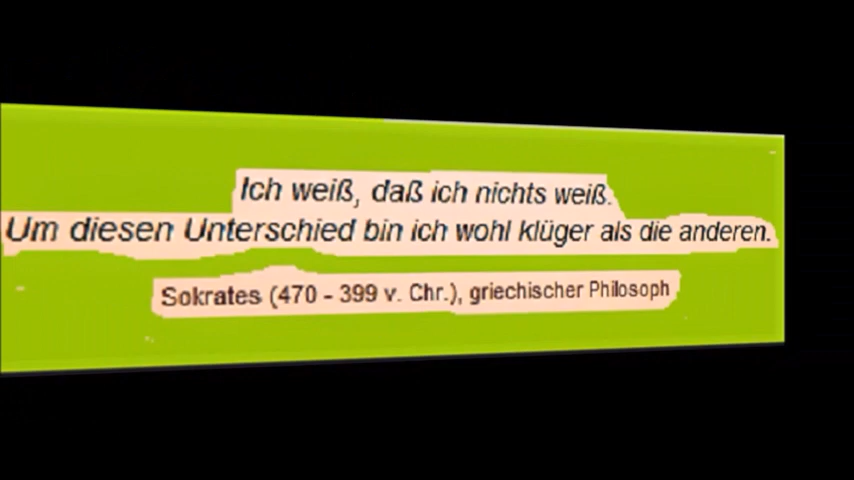 Ich weiß, daß ich nichts weiß.
Um diesen Unterschied bin ich wohl klüger als die anderen.
Sokrates (470 - 399 v. Chr.), griechischer Philosoph